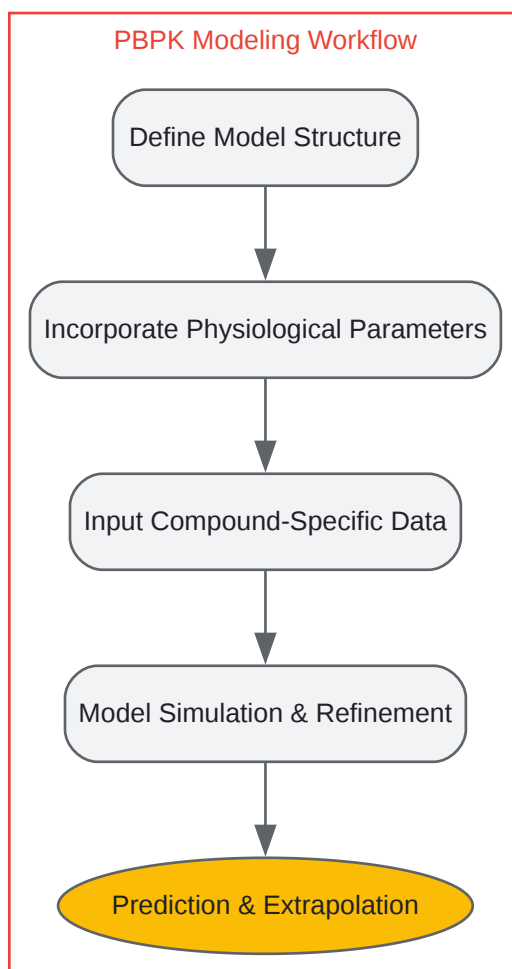 PBPK Modeling Workflow
Define Model Structure
Incorporate Physiological Parameters
Input Compound-Specific Data
Model Simulation & Refinement
Prediction & Extrapolation